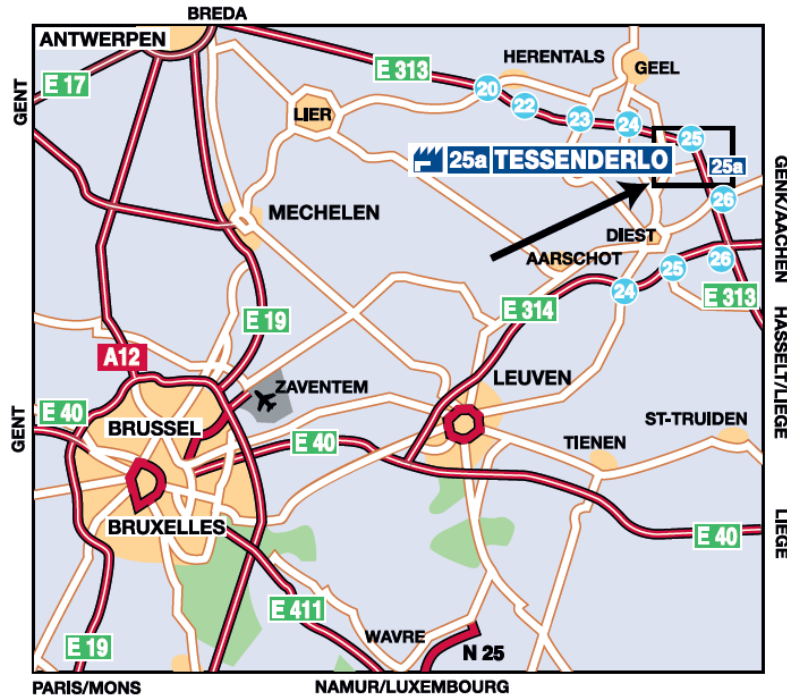 BREDA
ANTWERPEN
HERENTALS
GEEL
E 313
E 17
20
22
23
24
25
LIER
GENT
25a TESSENDERLO
25a
GENK/AACHEN
26
MECHELEN
DIEST
AARSCHOT
26
25
24
E 313
E 314
E 19
HASSELT/LIEGE
A12
ZAVENTEM
LEUVEN
E 40
GENT
BRUSSEL
ST-TRUIDEN
TIENEN
E 40
BRUXELLES
E 40
LIEGE
E 411
WAVRE
N 25
E 19
PARIS/MONS
NAMUR/LUXEMBOURG